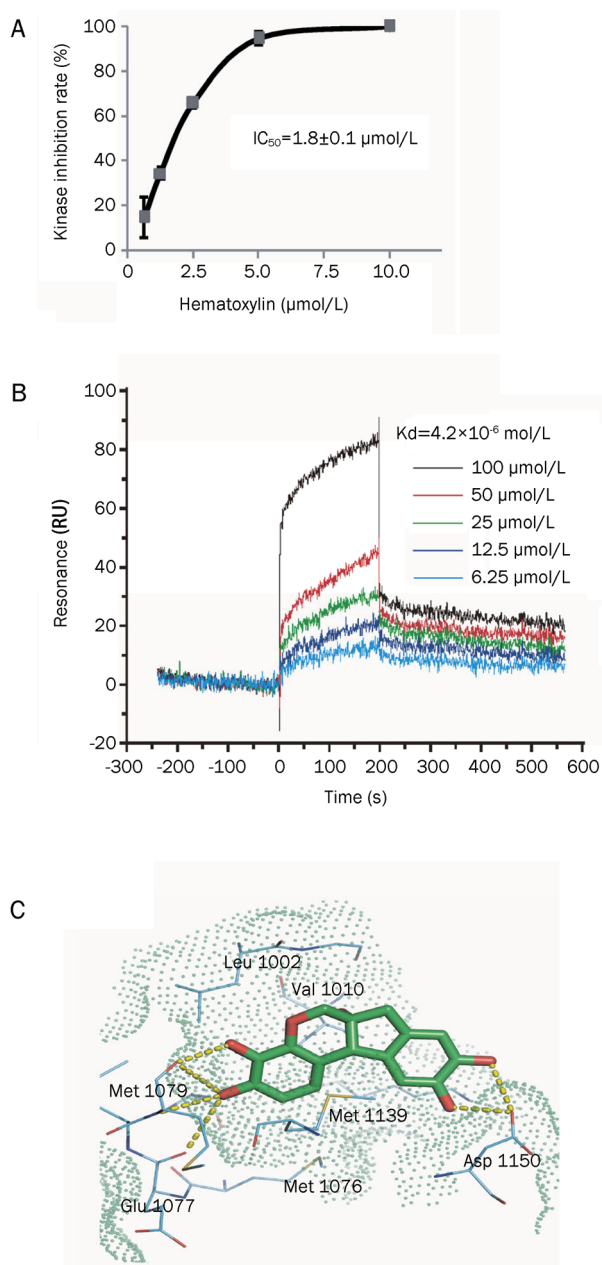 A
100
80
60
40
20
0
Kinase inhibition rate (%)
IC50=1.8±0.1 µmol/L
0 2.5 5.0 7.5 10.0
Hematoxylin (µmol/L)
B
100
80
60
40
20
0
-20
Resonance (RU)
Kd=4.2×10-6 mol/L
100 µmol/L
50 µmol/L
25 µmol/L
12.5 µmol/L
6.25 µmol/L
-300 -200 -100 0 100 200 300 400 500 600
Time (s)
C
Leu 1002
Val 1010
Met 1079
Met 1139
Asp 1150
Met 1076
Glu 1077